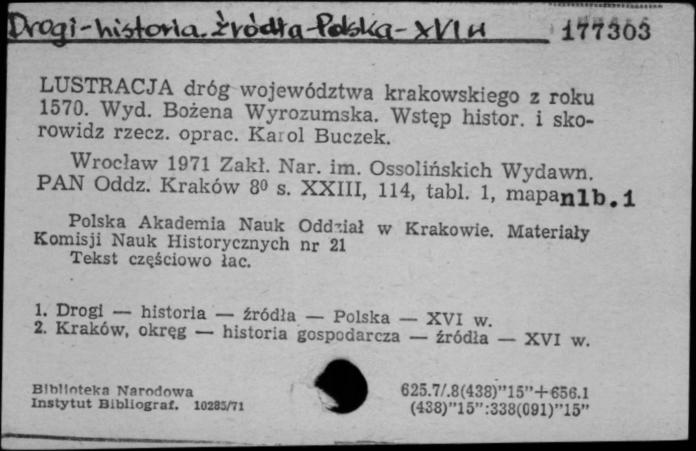 Drogi-historia. źródła-Polska-XVI w 177303
LUSTRACJA dróg województwa krakowskiego z roku
1570. Wyd. Bożena Wyrozumska. Wstęp histor. i sko-
rowidz rzecz. oprac. Karol Buczek.
Wrocław 1971 Zakł. Nar. im. Ossolińskich Wydawn.
PAN Oddz. Kraków 8⁰ s. XXIII, 114, tabl. 1, mapa nlb.1
Polska Akademia Nauk Oddział w Krakowie. Materiały
Komisji Nauk Historycznych nr 21
Tekst częściowo łac.
1. Drogi — historia — źródła — Polska — XVI w.
2. Kraków, okręg — historia gospodarcza — źródła — XVI w.
Biblioteka Narodowa 625.7/.8(438)"15"+656.1
Instytut Bibliograf. 10285/71 (438)"15":338(091)"15"